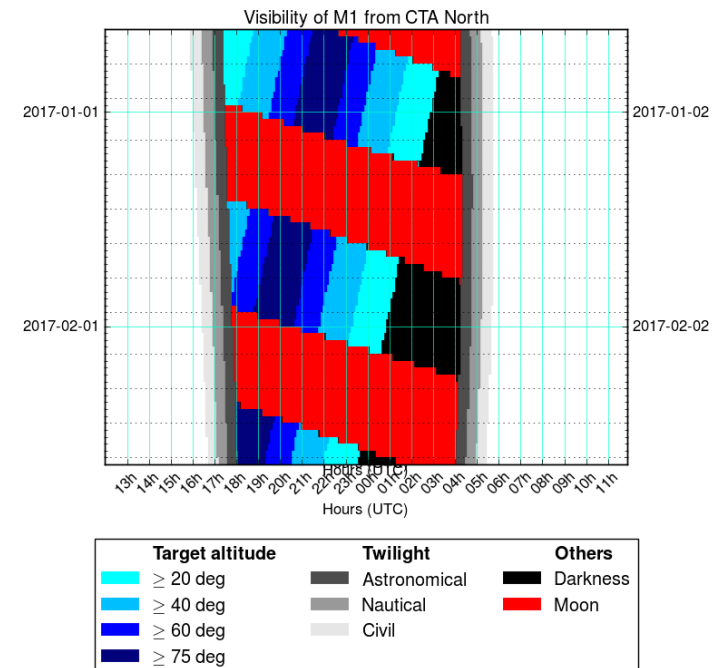 Visibility of M1 from CTA North
2017-01-01
2017-01-02
2017-02-01
2017-02-02
Hours (UTC)
13h 14h 15h 16h 17h 18h 19h 20h 21h 22h 23h 00h 01h 02h 03h 04h 05h 06h 07h 08h 09h 10h 11h
Hours (UTC)
Target altitude Twilight Others
≥ 20 deg Astronomical Darkness
≥ 40 deg Nautical Moon
≥ 60 deg Civil
≥ 75 deg